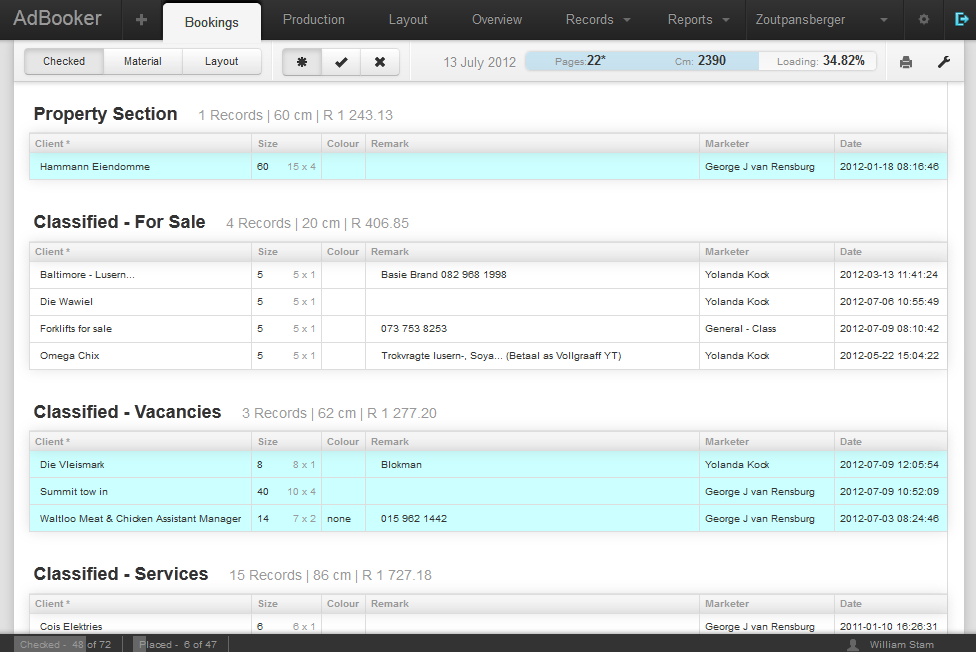 AdBooker + Bookings Production Layout Overview Records Reports Zoutpansberger
Checked Material Layout 13 July 2012 Pages:22* Cm: 2390 Loading: 34.82%
Property Section 1 Records | 60 cm | R 1 243.13
Client * Size Colour Remark Marketer Date
Hammann Eiendomme 60 15 x 4 George J van Rensburg 2012-01-18 08:16:46
Classified - For Sale 4 Records | 20 cm | R 406.85
Client * Size Colour Remark Marketer Date
Baltimore - Lusern... 5 5 x 1 Basie Brand 082 968 1998 Yolanda Kock 2012-03-13 11:41:24
Die Wawiel 5 5 x 1 Yolanda Kock 2012-07-06 10:55:49
Forklifts for sale 5 5 x 1 073 753 8253 General - Class 2012-07-09 08:10:42
Omega Chix 5 5 x 1 Trokvragte lusern-, Soya... (Betaal as Vollgraaff YT) Yolanda Kock 2012-05-22 15:04:22
Classified - Vacancies 3 Records | 62 cm | R 1 277.20
Client * Size Colour Remark Marketer Date
Die Vleismark 8 8 x 1 Blokman Yolanda Kock 2012-07-09 12:05:54
Summit tow in 40 10 x 4 George J van Rensburg 2012-07-09 10:52:09
Waltloo Meat & Chicken Assistant Manager 14 7 x 2 none 015 962 1442 George J van Rensburg 2012-07-03 08:24:46
Classified - Services 15 Records | 86 cm | R 1 727.18
Client * Size Colour Remark Marketer Date
Cois Elektries 6 6 x 1 George J van Rensburg 2011-01-10 16:26:31
Checked - 48 of 72 Placed - 6 of 47 William Stam